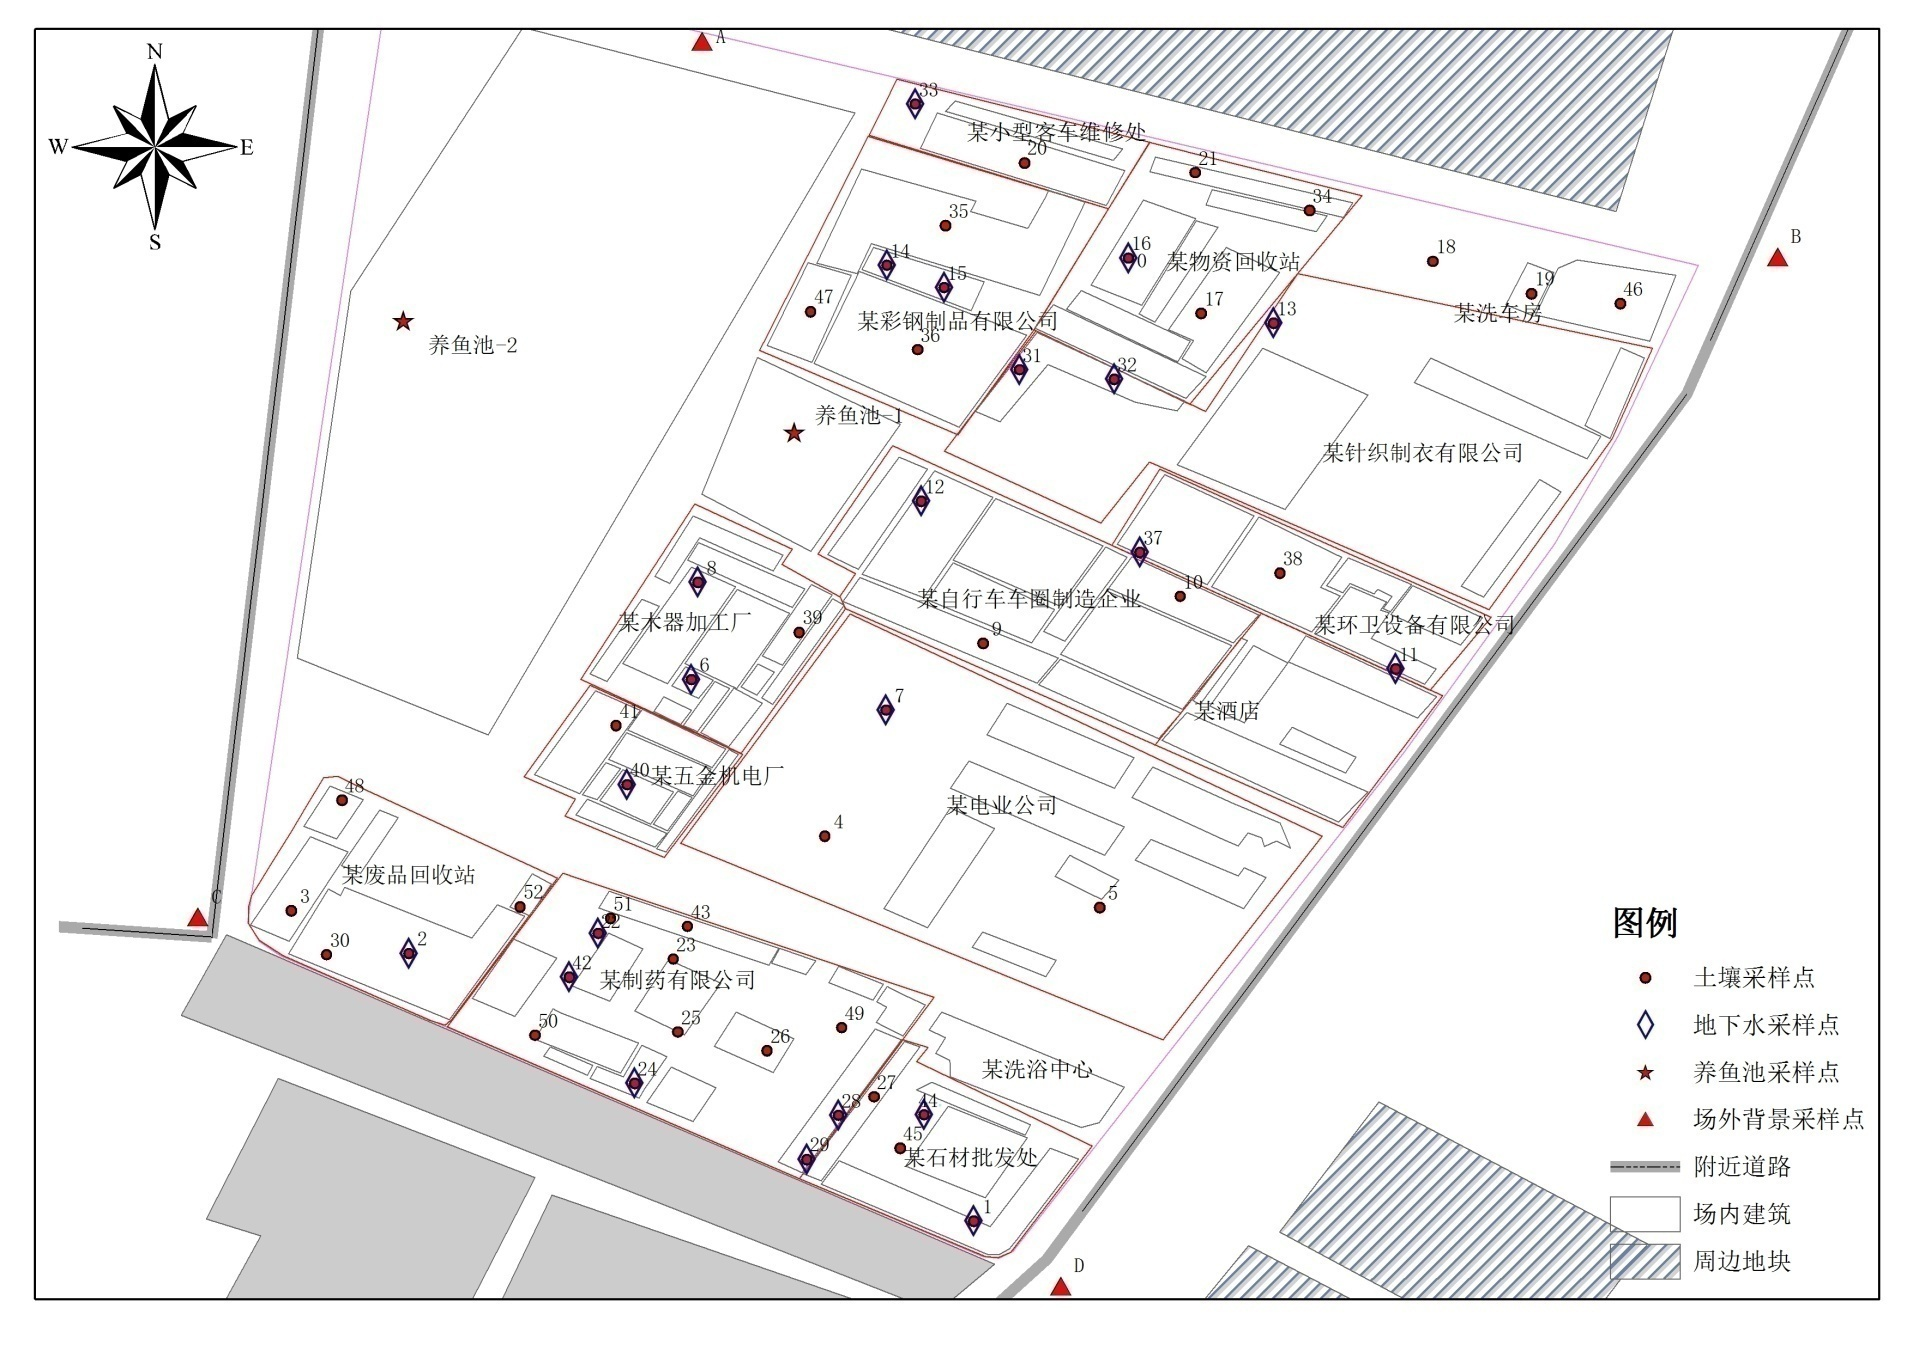 N
W
E
S
A
B
C
D
33
某小型客车维修处
20
21
34
35
14
15
16
0
某物资回收站
17
18
19
46
某洗车房
13
47
某彩钢制品有限公司
36
31
32
养鱼池-2
养鱼池-1
某针织制衣有限公司
12
37
38
10
8
某木器加工厂
39
某自行车车圈制造企业
9
某环卫设备有限公司
11
6
7
某酒店
41
40
某五金机电厂
某电业公司
4
5
48
某废品回收站
3
52
30
2
51
22
43
23
42
某制药有限公司
50
25
26
49
24
某洗浴中心
27
28
44
29
45
某石材批发处
1
图例
土壤采样点
地下水采样点
养鱼池采样点
场外背景采样点
附近道路
场内建筑
周边地块